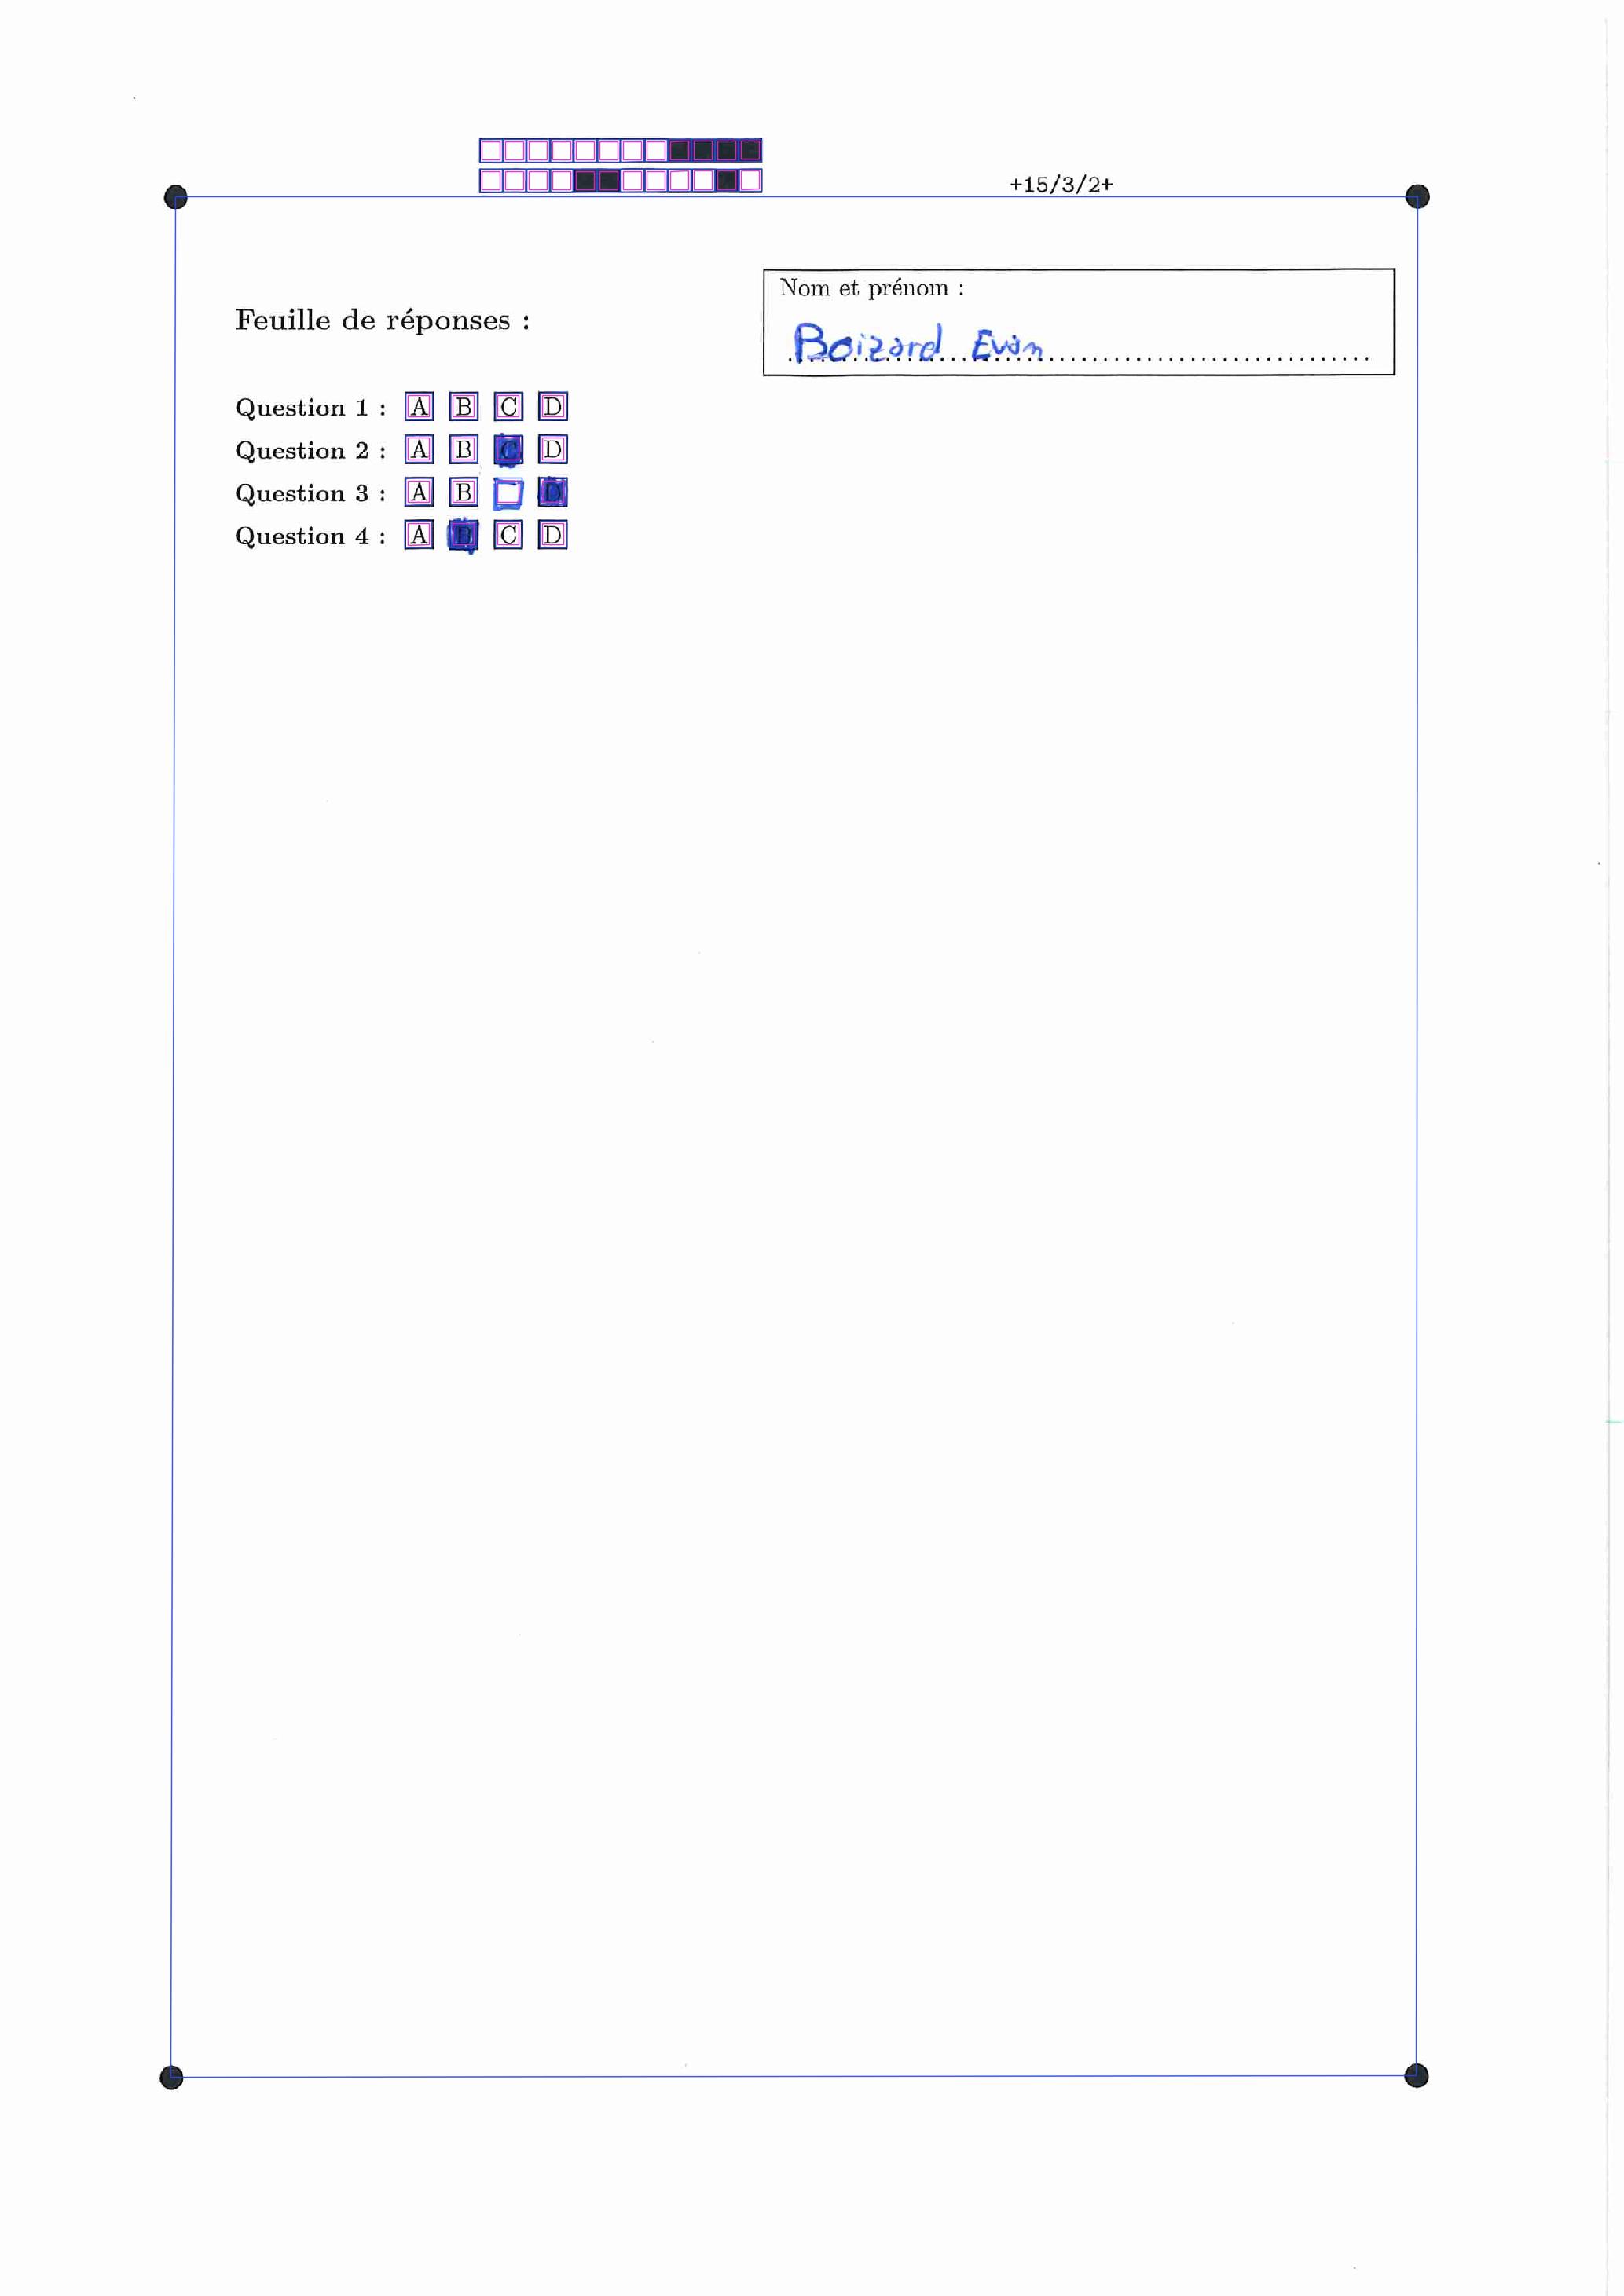 +15/3/2+
Nom et prénom :
Boizard Evan
Feuille de réponses :
Question 1 : A B C D
Question 2 : A B C D
Question 3 : A B D
Question 4 : A B C D